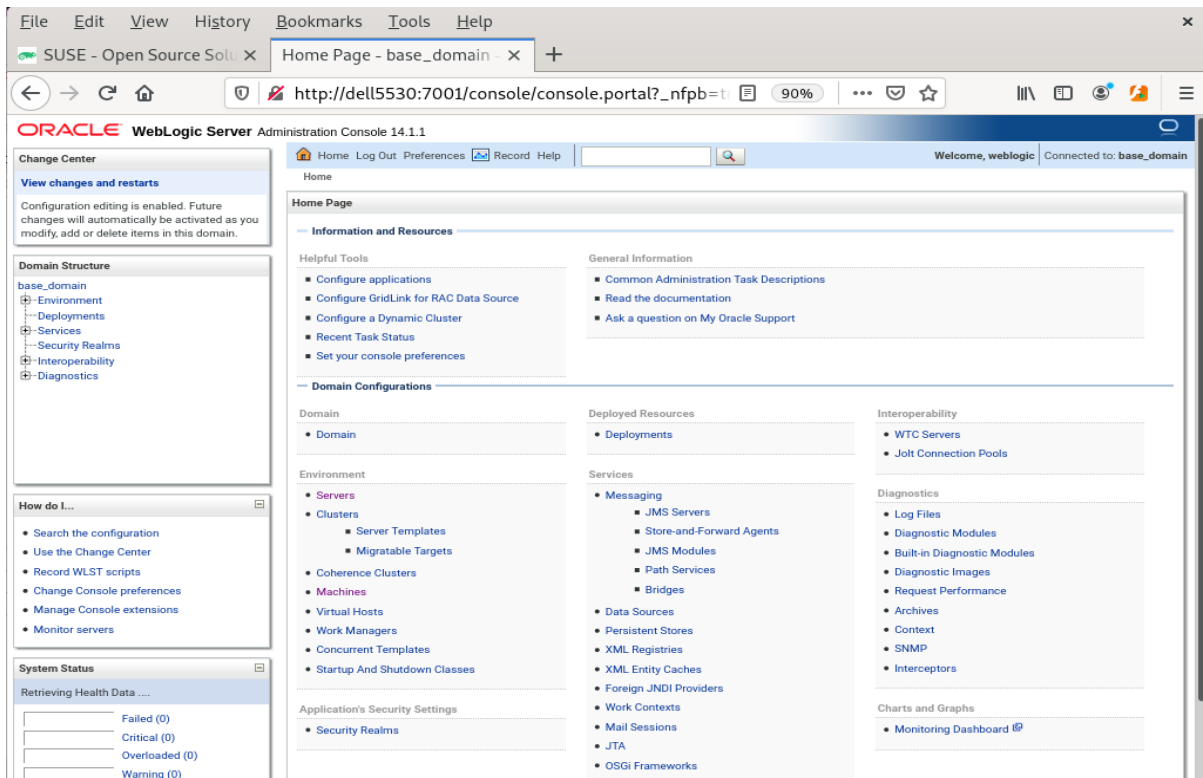 File Edit View History Bookmarks Tools Help
SUSE - Open Source Solu
Home Page - base_domain -
http://dell5530:7001/console/console.portal?_nfpb=t 90%
ORACLE WebLogic Server Administration Console 14.1.1
Change Center
View changes and restarts
Configuration editing is enabled. Future
changes will automatically be activated as you
modify, add or delete items in this domain.
Domain Structure
base_domain
Environment
Deployments
Services
Security Realms
Interoperability
Diagnostics
How do I...
Search the configuration
Use the Change Center
Record WLST scripts
Change Console preferences
Manage Console extensions
Monitor servers
System Status
Retrieving Health Data ....
Failed (0)
Critical (0)
Overloaded (0)
Warning (0)
Home Log Out Preferences Record Help
Welcome, weblogic Connected to: base_domain
Home
Home Page
Information and Resources
Helpful Tools
Configure applications
Configure GridLink for RAC Data Source
Configure a Dynamic Cluster
Recent Task Status
Set your console preferences
General Information
Common Administration Task Descriptions
Read the documentation
Ask a question on My Oracle Support
Domain Configurations
Domain
Domain
Environment
Servers
Clusters
Server Templates
Migratable Targets
Coherence Clusters
Machines
Virtual Hosts
Work Managers
Concurrent Templates
Startup And Shutdown Classes
Application's Security Settings
Security Realms
Deployed Resources
Deployments
Services
Messaging
JMS Servers
Store-and-Forward Agents
JMS Modules
Path Services
Bridges
Data Sources
Persistent Stores
XML Registries
XML Entity Caches
Foreign JNDI Providers
Work Contexts
Mail Sessions
JTA
OSGi Frameworks
Interoperability
WTC Servers
Jolt Connection Pools
Diagnostics
Log Files
Diagnostic Modules
Built-in Diagnostic Modules
Diagnostic Images
Request Performance
Archives
Context
SNMP
Interceptors
Charts and Graphs
Monitoring Dashboard